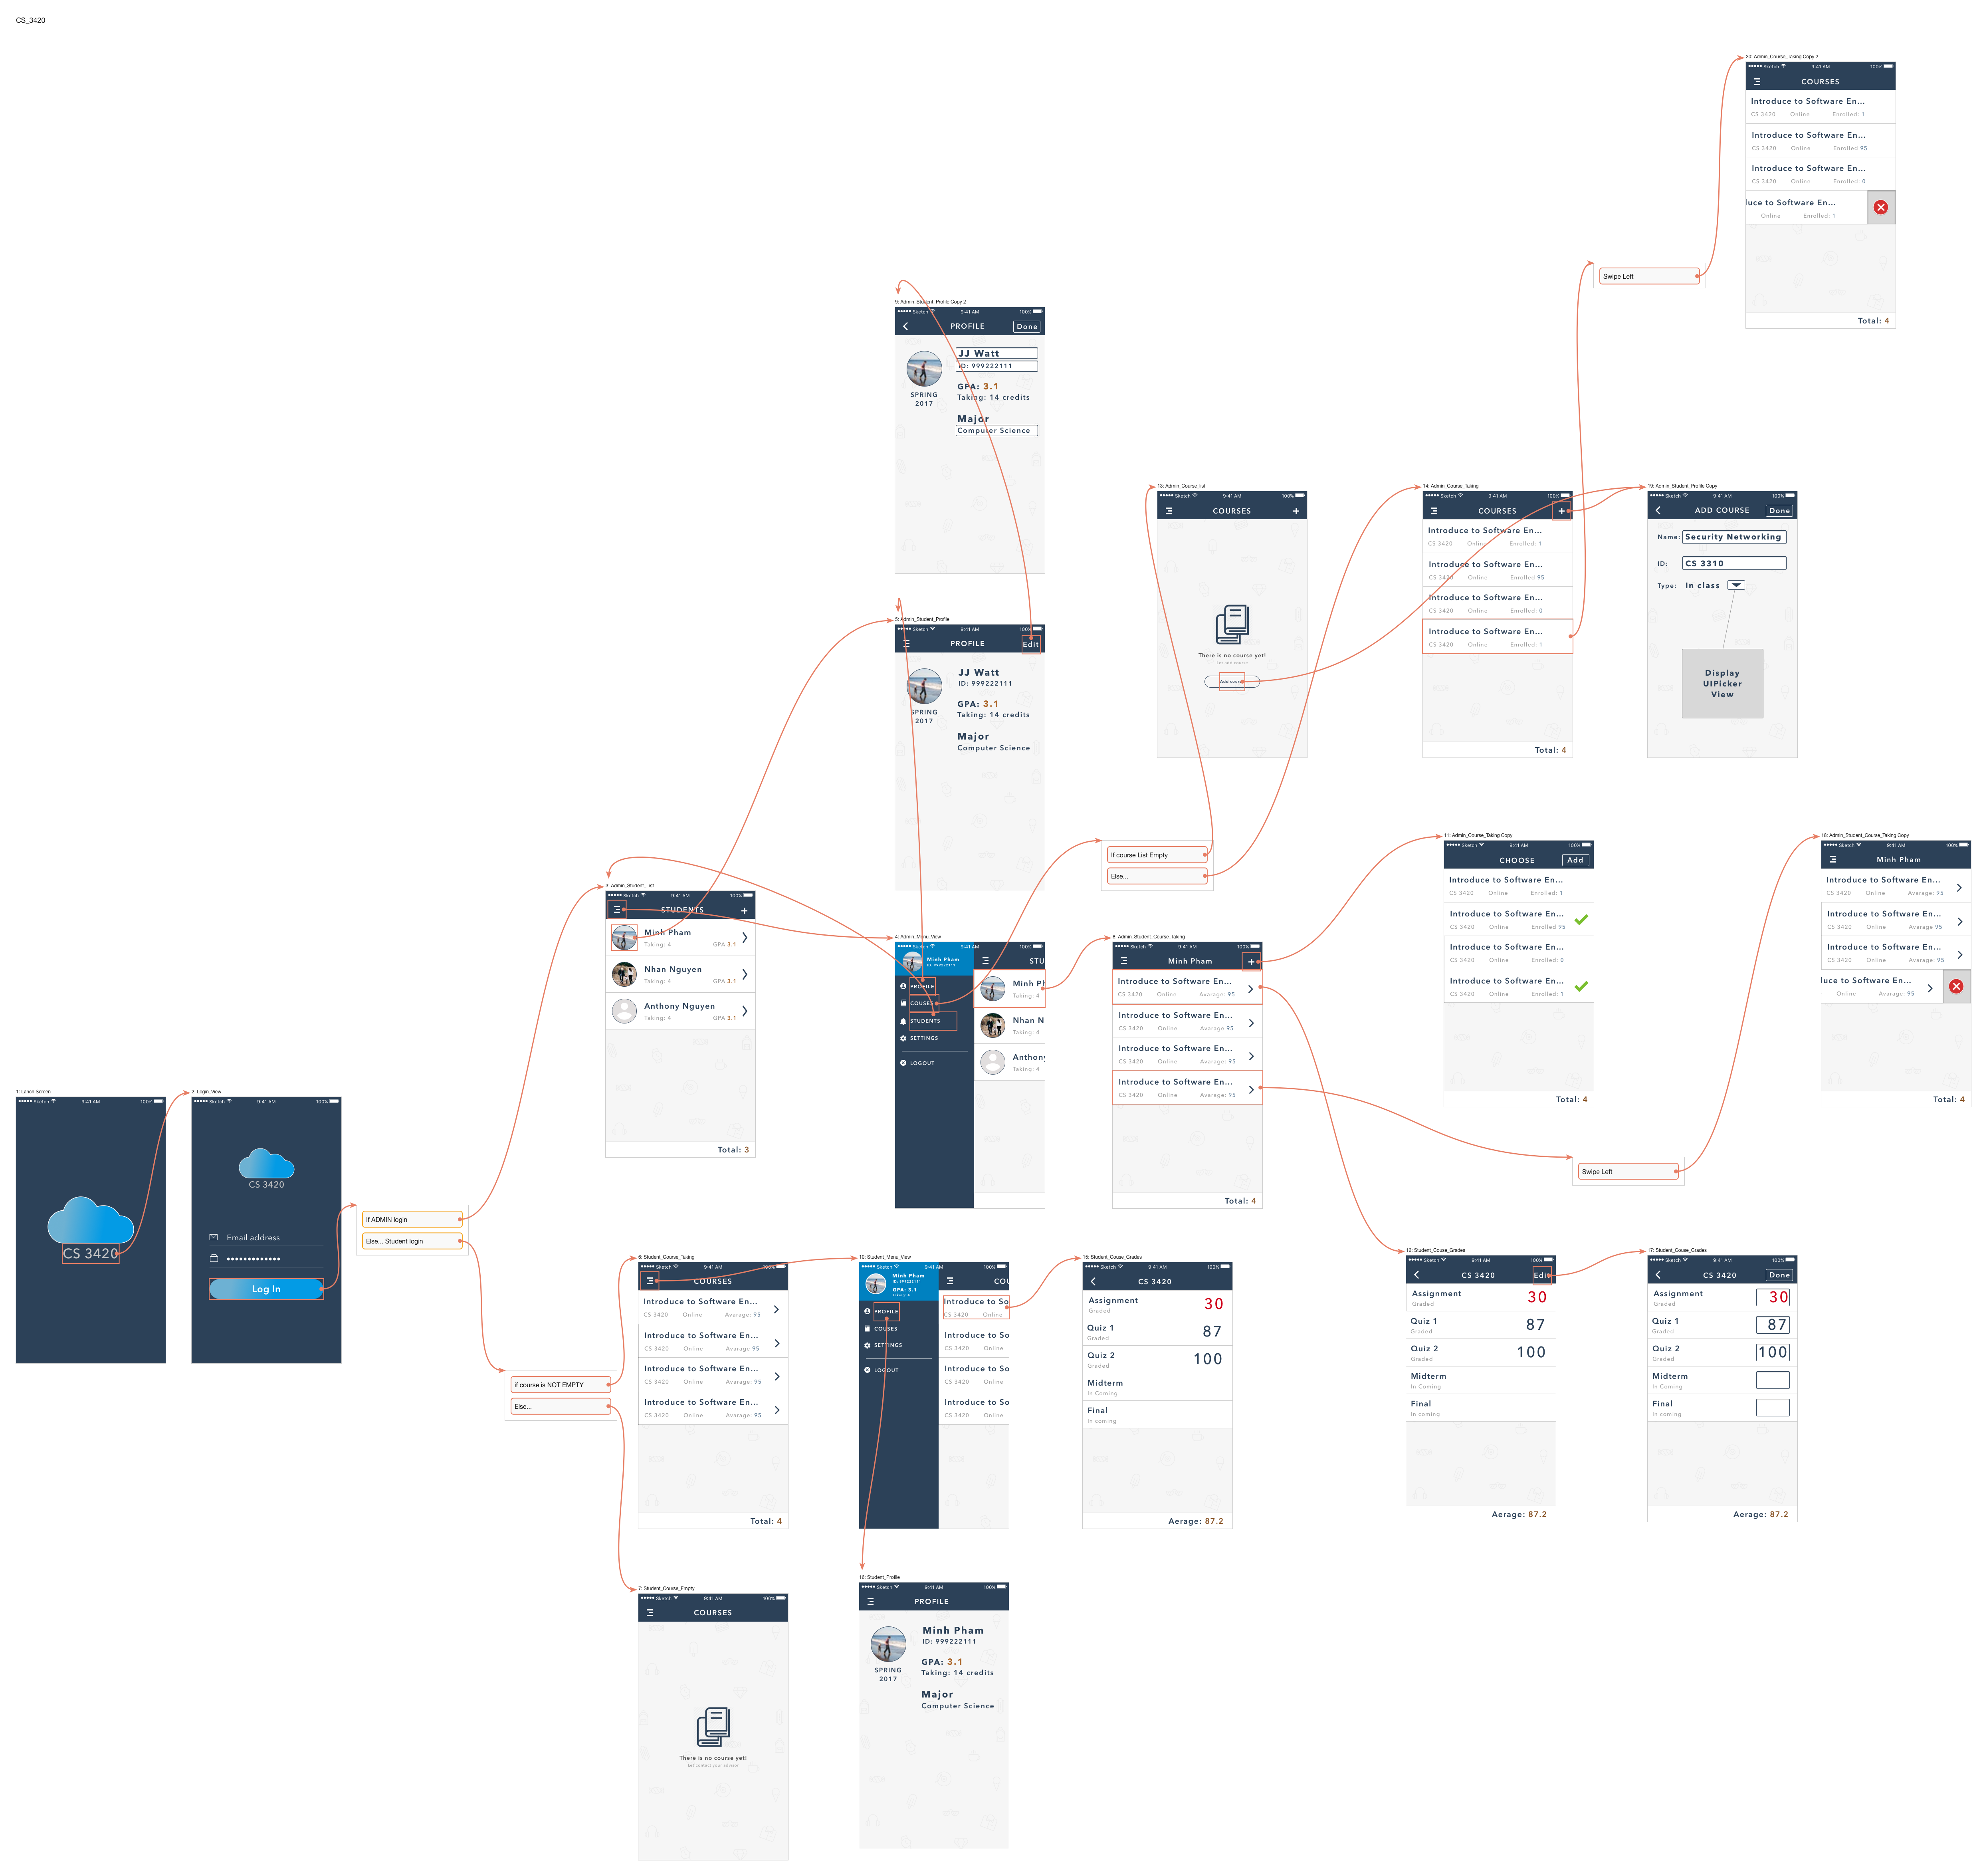 CS_3420
20: Admin_Course_Taking Copy 2
Sketch 9:41 AM 100%
COURSES
Introduce to Software En...
CS 3420 Online Enrolled: 1
Introduce to Software En...
CS 3420 Online Enrolled 95
Introduce to Software En...
CS 3420 Online Enrolled: 0
luce to Software En...
Online Enrolled: 1
Total: 4
Swipe Left
9: Admin_Student_Profile Copy 2
Sketch 9:41 AM 100%
PROFILE Done
JJ Watt
ID: 999222111
GPA: 3.1
Taking: 14 credits
SPRING
2017
Major
Computer Science
13: Admin_Course_list
Sketch 9:41 AM 100%
COURSES +
There is no course yet!
Let add course
Add course
14: Admin_Course_Taking
Sketch 9:41 AM 100%
COURSES +
Introduce to Software En...
CS 3420 Online Enrolled: 1
Introduce to Software En...
CS 3420 Online Enrolled 95
Introduce to Software En...
CS 3420 Online Enrolled: 0
Introduce to Software En...
CS 3420 Online Enrolled: 1
Total: 4
19: Admin_Student_Profile Copy
Sketch 9:41 AM 100%
ADD COURSE Done
Name: Security Networking
ID: CS 3310
Type: In class
Display
UIPicker
View
5: Admin_Student_Profile
Sketch 9:41 AM 100%
PROFILE Edit
JJ Watt
ID: 999222111
GPA: 3.1
Taking: 14 credits
SPRING
2017
Major
Computer Science
If course List Empty
Else...
3: Admin_Student_List
Sketch 9:41 AM 100%
STUDENTS +
Minh Pham
Taking: 4 GPA 3.1
Nhan Nguyen
Taking: 4 GPA 3.1
Anthony Nguyen
Taking: 4 GPA 3.1
Total: 3
4: Admin_Menu_View
Sketch 9:41 AM 100%
Minh Pham
ID: 999222111
PROFILE
COUSES
STUDENTS
SETTINGS
LOGOUT
STU
Minh Ph
Taking: 4
Nhan N
Taking: 4
Anthony
Taking: 4
8: Admin_Student_Course_Taking
Sketch 9:41 AM 100%
Minh Pham +
Introduce to Software En...
CS 3420 Online Avarage: 95
Introduce to Software En...
CS 3420 Online Avarage 95
Introduce to Software En...
CS 3420 Online Avarage: 95
Introduce to Software En...
CS 3420 Online Avarage: 95
Total: 4
11: Admin_Course_Taking Copy
Sketch 9:41 AM 100%
CHOOSE Add
Introduce to Software En...
CS 3420 Online Enrolled: 1
Introduce to Software En...
CS 3420 Online Enrolled 95
Introduce to Software En...
CS 3420 Online Enrolled: 0
Introduce to Software En...
CS 3420 Online Enrolled: 1
Total: 4
18: Admin_Student_Course_Taking Copy
Sketch 9:41 AM 100%
Minh Pham
Introduce to Software En...
CS 3420 Online Avarage: 95
Introduce to Software En...
CS 3420 Online Avarage 95
Introduce to Software En...
CS 3420 Online Avarage: 95
luce to Software En...
Online Avarage: 95
Total: 4
Swipe Left
1: Lanch Screen
Sketch 9:41 AM 100%
CS 3420
2: Login_View
Sketch 9:41 AM 100%
CS 3420
Email address
Log In
If ADMIN login
Else... Student login
if course is NOT EMPTY
Else...
6: Student_Course_Taking
Sketch 9:41 AM 100%
COURSES
Introduce to Software En...
CS 3420 Online Avarage: 95
Introduce to Software En...
CS 3420 Online Avarage 95
Introduce to Software En...
CS 3420 Online Avarage: 95
Introduce to Software En...
CS 3420 Online Avarage: 95
Total: 4
10: Student_Menu_View
Sketch 9:41 AM 100%
Minh Pham
ID: 999222111
GPA: 3.1
Taking: 4
PROFILE
COUSES
SETTINGS
LOGOUT
COU
Introduce to So
CS 3420 Online
Introduce to So
CS 3420 Online
Introduce to So
CS 3420 Online
Introduce to So
CS 3420 Online
15: Student_Couse_Grades
Sketch 9:41 AM 100%
CS 3420
Assignment 30
Graded
Quiz 1 87
Graded
Quiz 2 100
Graded
Midterm
In Coming
Final
In coming
Aerage: 87.2
12: Student_Couse_Grades
Sketch 9:41 AM 100%
CS 3420 Edit
Assignment 30
Graded
Quiz 1 87
Graded
Quiz 2 100
Graded
Midterm
In Coming
Final
In coming
Aerage: 87.2
17: Student_Couse_Grades
Sketch 9:41 AM 100%
CS 3420 Done
Assignment 30
Graded
Quiz 1 87
Graded
Quiz 2 100
Graded
Midterm
In Coming
Final
In coming
Aerage: 87.2
7: Student_Course_Empty
Sketch 9:41 AM 100%
COURSES
There is no course yet!
Let contact your advisor!
16: Student_Profile
Sketch 9:41 AM 100%
PROFILE
Minh Pham
ID: 999222111
GPA: 3.1
Taking: 14 credits
SPRING
2017
Major
Computer Science